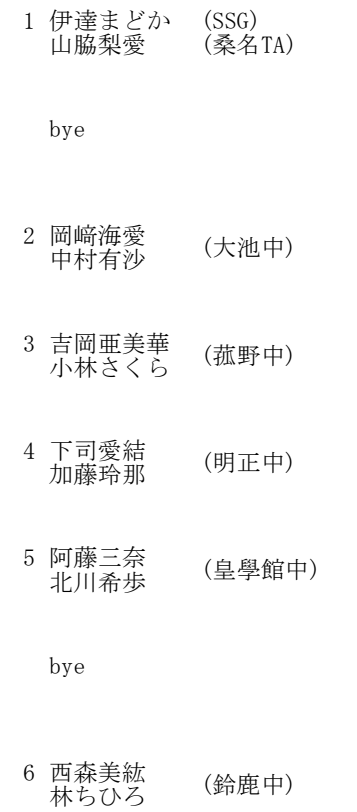 1 伊達まどか (SSG)
山脇梨愛 (桑名TA)
bye
2 岡﨑海愛
中村有沙 (大池中)
3 吉岡亜美華
小林さくら (菰野中)
4 下司愛結
加藤玲那 (明正中)
5 阿藤三奈
北川希歩 (皇學館中)
bye
6 西森美紘
林ちひろ (鈴鹿中)